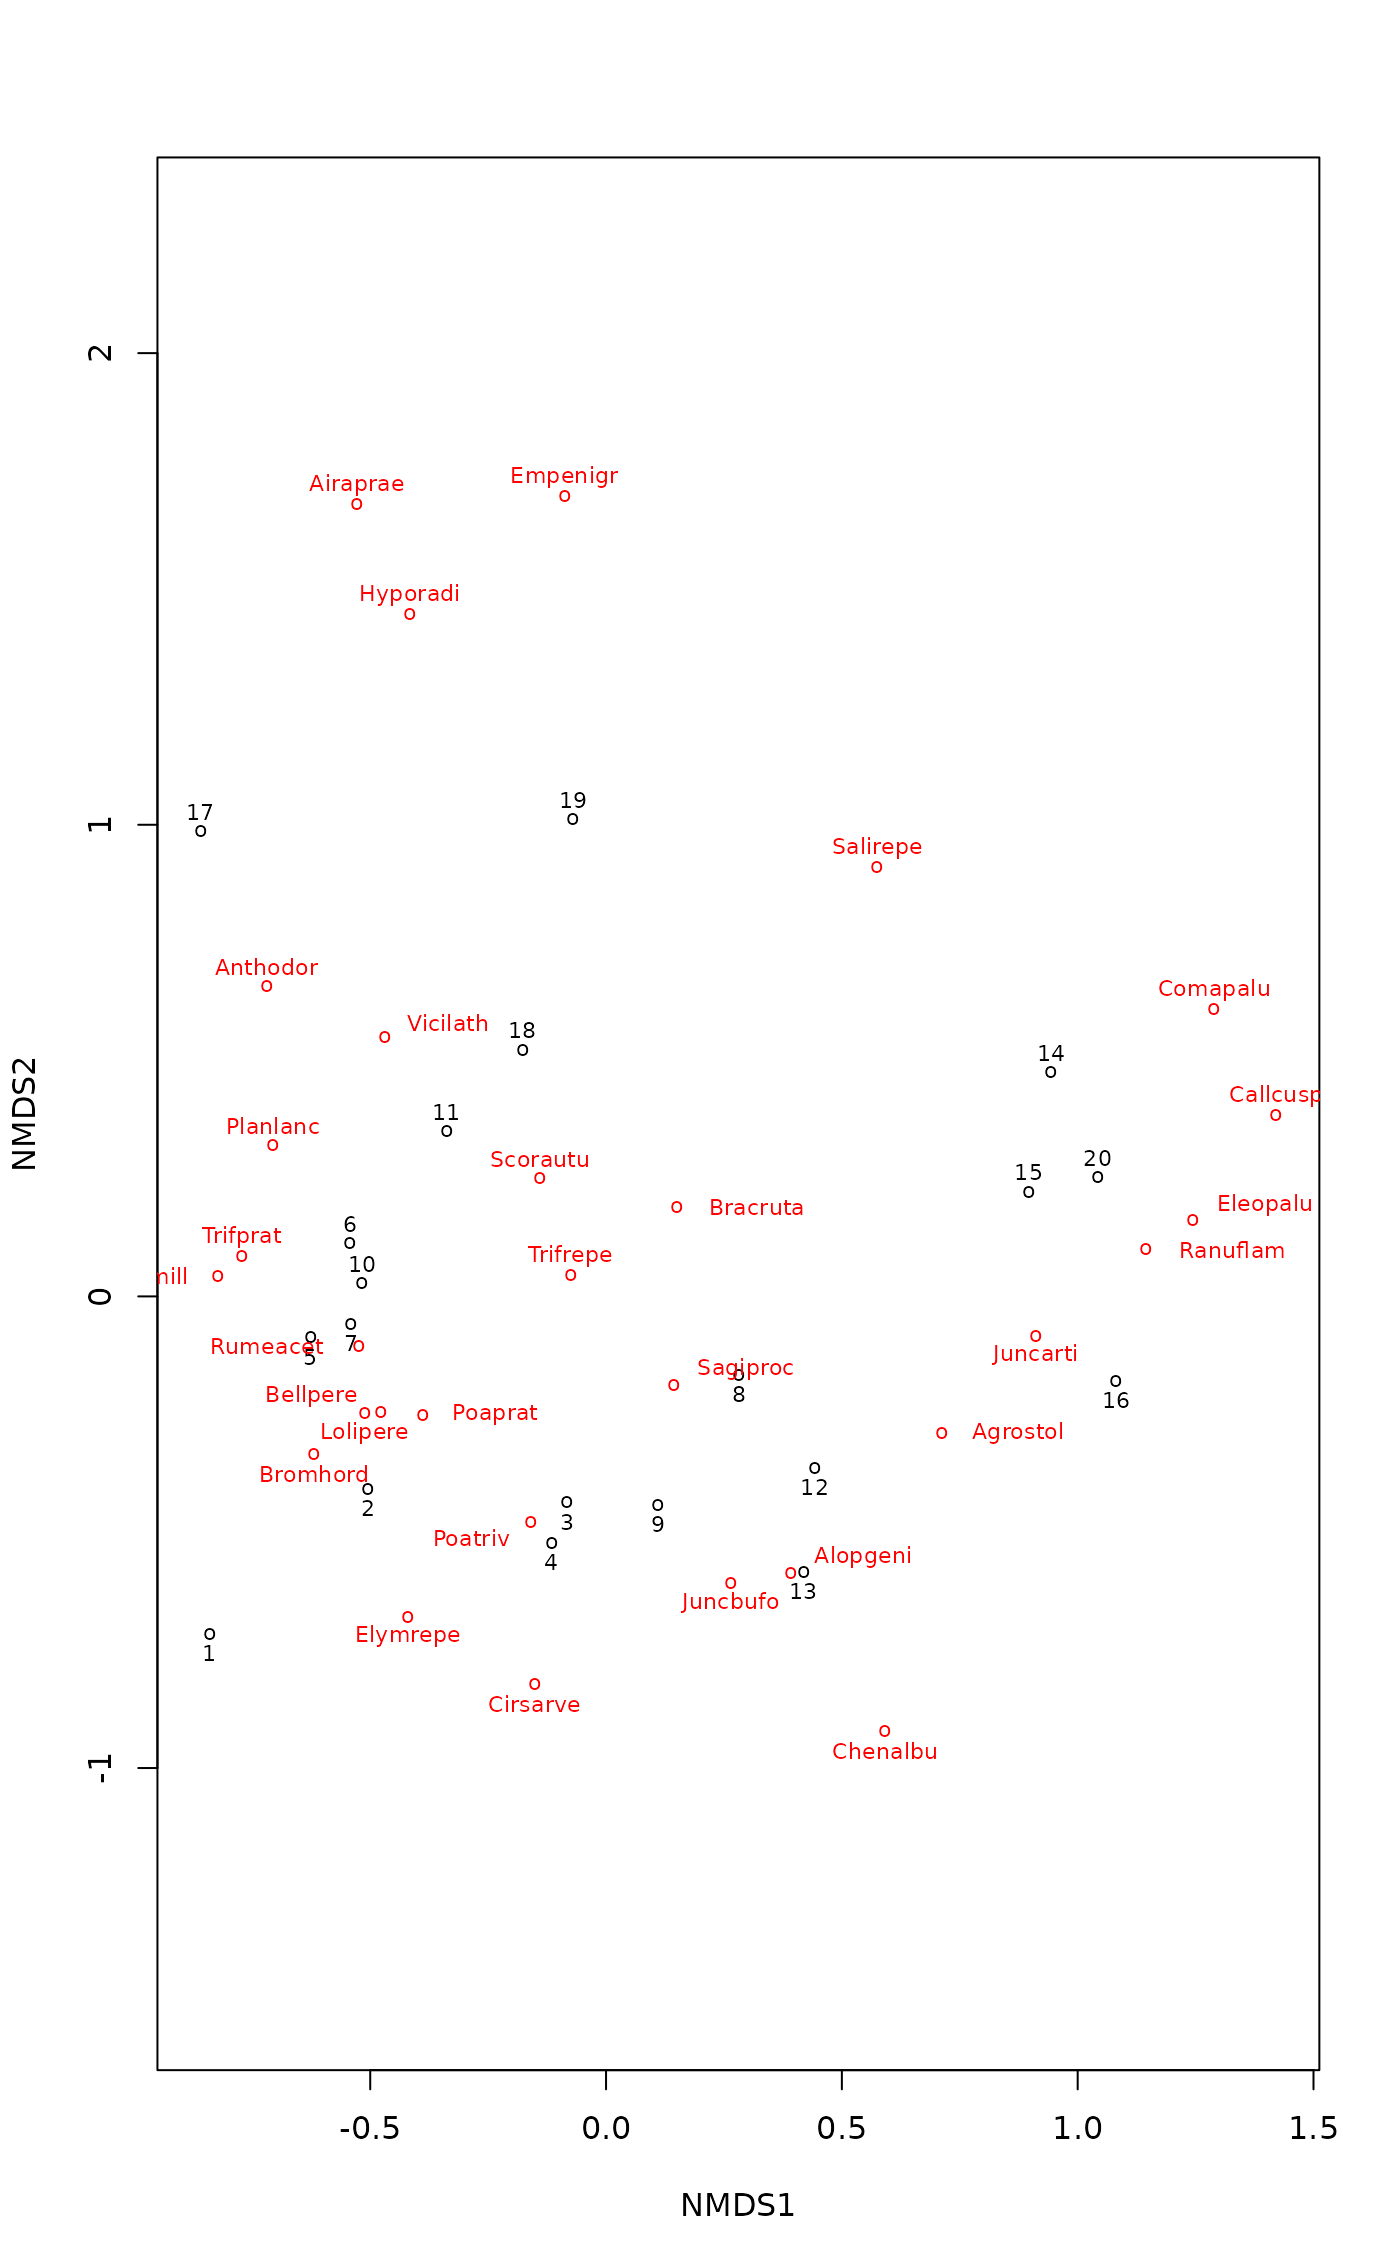 2
Empenigr
Airaprae
Hyporadi
19
17
1
Salirepe
Anthodor
Comapalu
Vicilath
18
14
Callcusp
11
Planlanc
NMDS2
Scorautu
20
15
Eleopalu
Bracruta
6
Trifprat
Ranuflam
Trifrepe
10
nill
0
7
Rumeacet
Juncarti
5
Sagiproc
8
Bellpere
16
Poaprat
Lolipere
Agrostol
Bromhord
12
2
3
9
Poatriv
Alopgeni
4
13
Juncbufo
Elymrepe
1
Cirsarve
Chenalbu
-1
-0.5 0.0 0.5 1.0 1.5
NMDS1